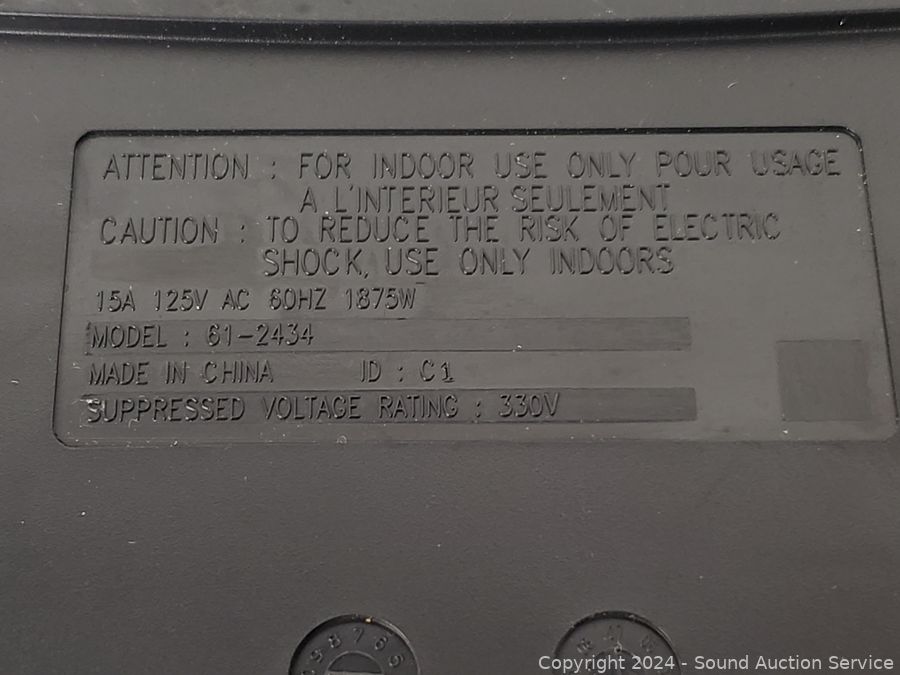 ATTENTION : FOR INDOOR USE ONLY POUR USAGE
A L'INTERIEUR SEULEMENT
CAUTION : TO REDUCE THE RISK OF ELECTRIC
SHOCK, USE ONLY INDOORS
15A 125V AC 60HZ 1875W
MODEL : 61-2434
MADE IN CHINA ID : C1
SUPPRESSED VOLTAGE RATING : 330V
Copyright © 2024 - Sound Auction Service